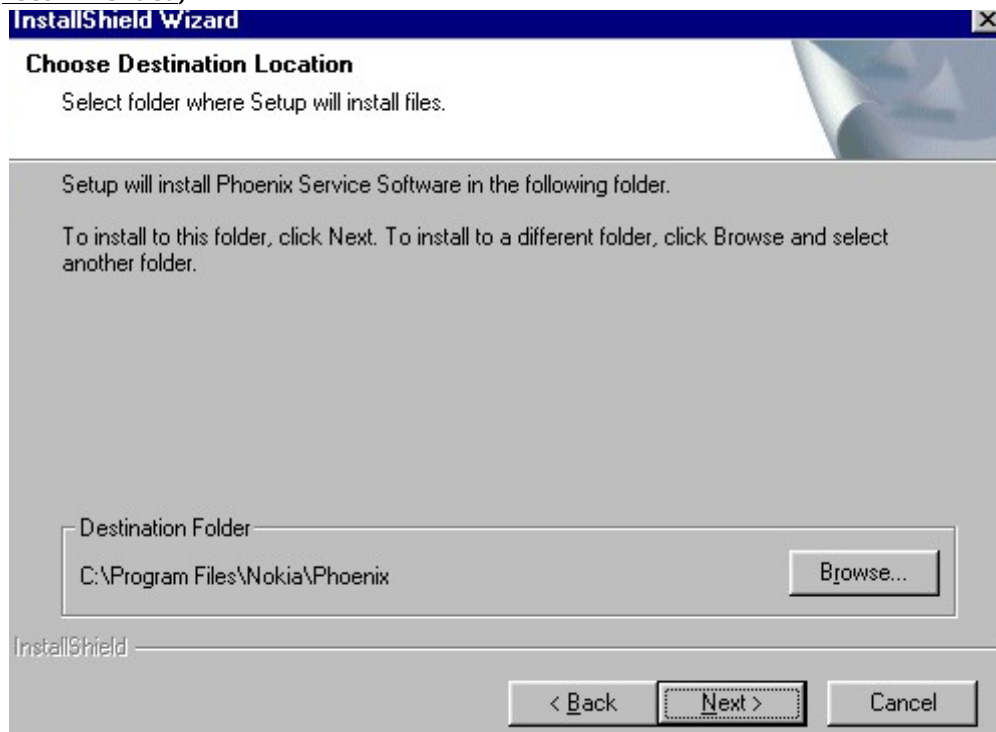 InstallShield Wizard
Choose Destination Location
Select folder where Setup will install files.
Setup will install Phoenix Service Software in the following folder.
To install to this folder, click Next. To install to a different folder, click Browse and select
another folder.
Destination Folder
C:\Program Files\Nokia\Phoenix
Browse...
InstallShield
< Back
Next >
Cancel